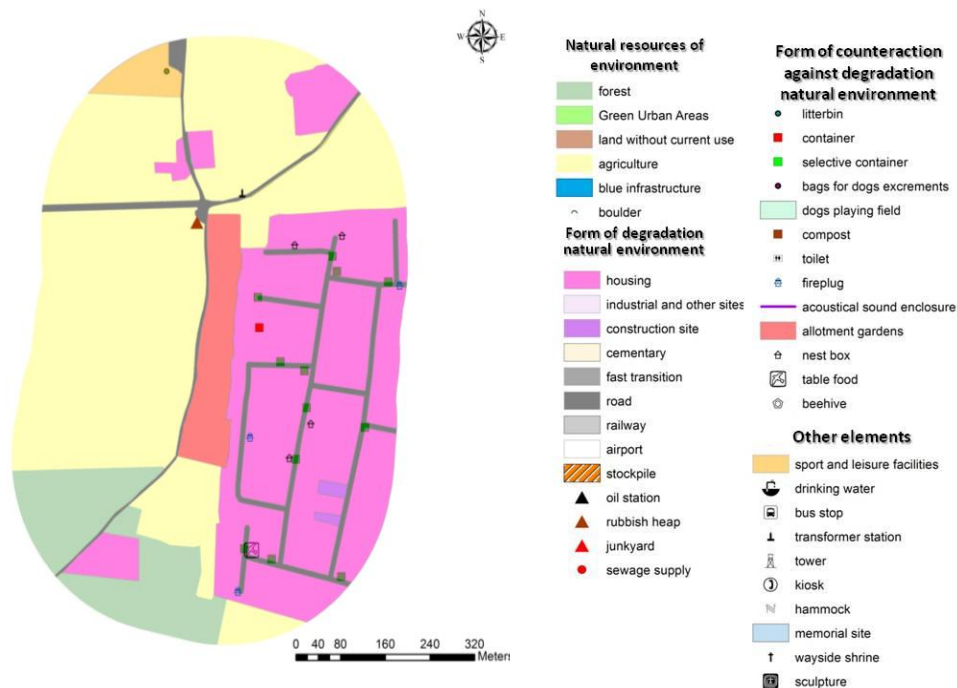 N
W E
S
0 40 80 160 240 320
Meters
Natural resources of
environment
forest
Green Urban Areas
land without current use
agriculture
blue infrastructure
boulder
Form of degradation
natural environment
housing
industrial and other sites
construction site
cementary
fast transition
road
railway
airport
stockpile
oil station
rubbish heap
junkyard
sewage supply
Form of counteraction
against degradation
natural environment
litterbin
container
selective container
bags for dogs excrements
dogs playing field
compost
toilet
fireplug
acoustical sound enclosure
allotment gardens
nest box
table food
beehive
Other elements
sport and leisure facilities
drinking water
bus stop
transformer station
tower
kiosk
hammock
memorial site
wayside shrine
sculpture